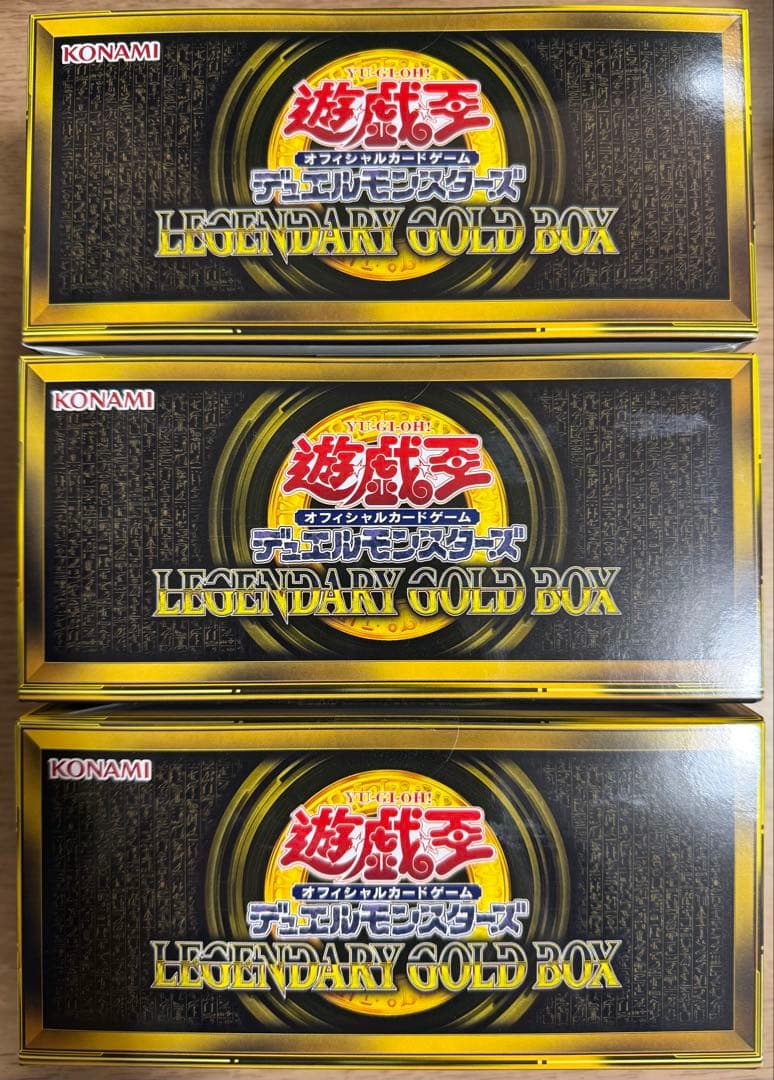 KONAMI
YU-GI-OH!
遊☆戯☆王
オフィシャルカードゲーム
デュエルモンスターズ
LEGENDARY GOLD BOX
KONAMI
YU-GI-OH!
遊☆戯☆王
オフィシャルカードゲーム
デュエルモンスターズ
LEGENDARY GOLD BOX
KONAMI
YU-GI-OH!
遊☆戯☆王
オフィシャルカードゲーム
デュエルモンスターズ
LEGENDARY GOLD BOX